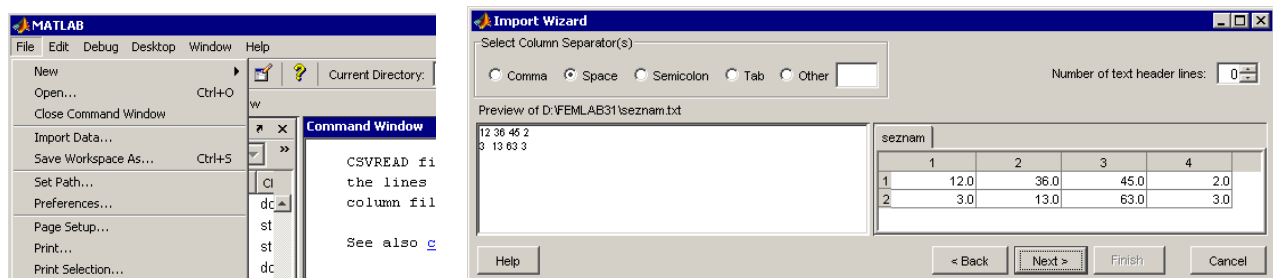 MATLAB
File Edit Debug Desktop Window Help
New
Open... Ctrl+O
Close Command Window
Import Data...
Save Workspace As... Ctrl+S
Set Path...
Preferences...
Page Setup...
Print...
Print Selection...
? Current Directory:
w
Command Window
CSVREAD fi
the lines
column fil
See also c
Cl
do
st
st
do
Import Wizard
Select Column Separator(s)
Comma Space Semicolon Tab Other
Number of text header lines: 0
Preview of D:\FEMLAB31\seznam.txt
12 36 45 2
3 13 63 3
seznam
1 2 3 4
1 12.0 36.0 45.0 2.0
2 3.0 13.0 63.0 3.0
Help
< Back Next > Finish Cancel